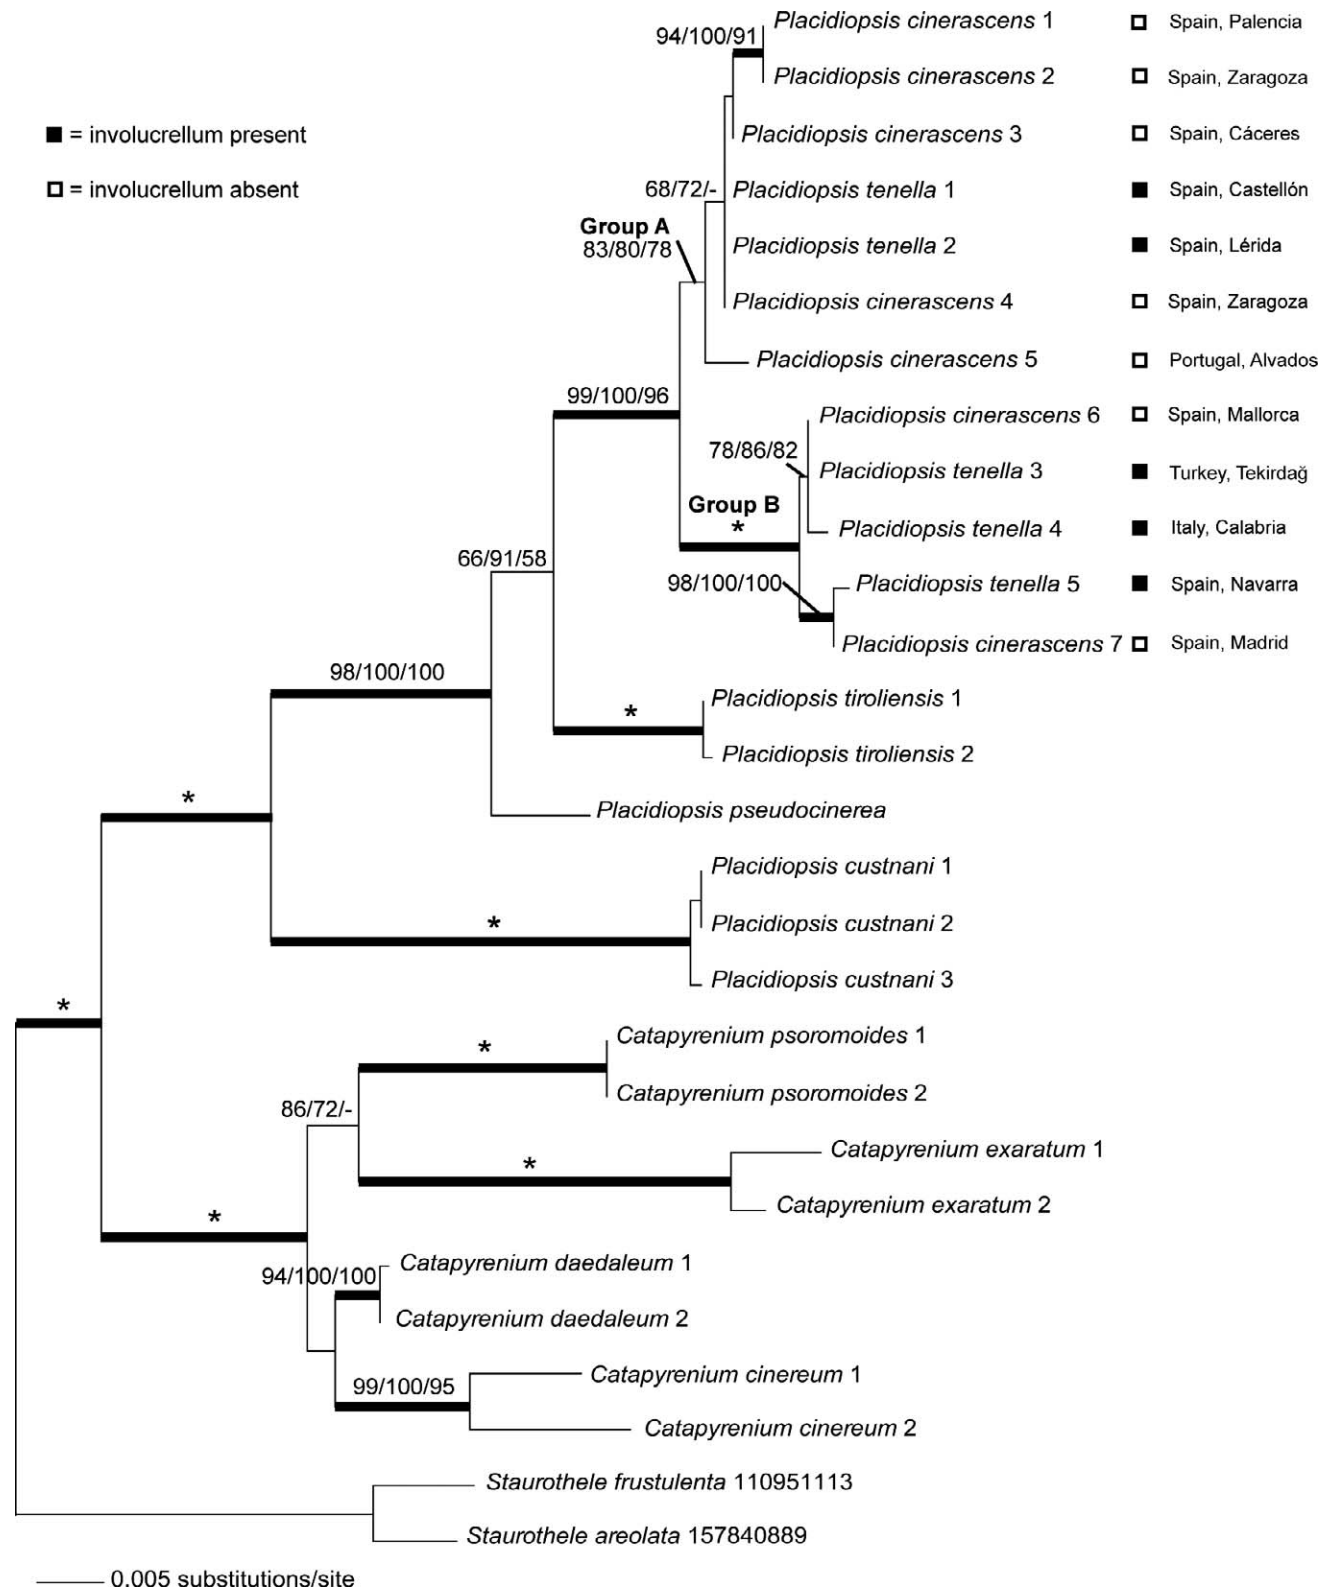 94/100/91
Placidiopsis cinerascens 1 Spain, Palencia
Placidiopsis cinerascens 2 Spain, Zaragoza
= involucrellum present
Placidiopsis cinerascens 3 Spain, Cáceres
= involucrellum absent
68/72/-
Placidiopsis tenella 1 Spain, Castellón
Group A
83/80/78
Placidiopsis tenella 2 Spain, Lérida
Placidiopsis cinerascens 4 Spain, Zaragoza
Placidiopsis cinerascens 5 Portugal, Alvados
99/100/96
Placidiopsis cinerascens 6 Spain, Mallorca
78/86/82
Placidiopsis tenella 3 Turkey, Tekirdağ
Group B
*
Placidiopsis tenella 4 Italy, Calabria
66/91/58
98/100/100
Placidiopsis tenella 5 Spain, Navarra
Placidiopsis cinerascens 7 Spain, Madrid
98/100/100
Placidiopsis tiroliensis 1
*
Placidiopsis tiroliensis 2
*
Placidiopsis pseudocinerea
Placidiopsis custnani 1
*
Placidiopsis custnani 2
Placidiopsis custnani 3
*
Catapyrenium psoromoides 1
*
Catapyrenium psoromoides 2
86/72/-
Catapyrenium exaratum 1
*
Catapyrenium exaratum 2
*
Catapyrenium daedaleum 1
94/100/100
Catapyrenium daedaleum 2
Catapyrenium cinereum 1
99/100/95
Catapyrenium cinereum 2
Staurothele frustulenta 110951113
Staurothele areolata 157840889
0.005 substitutions/site